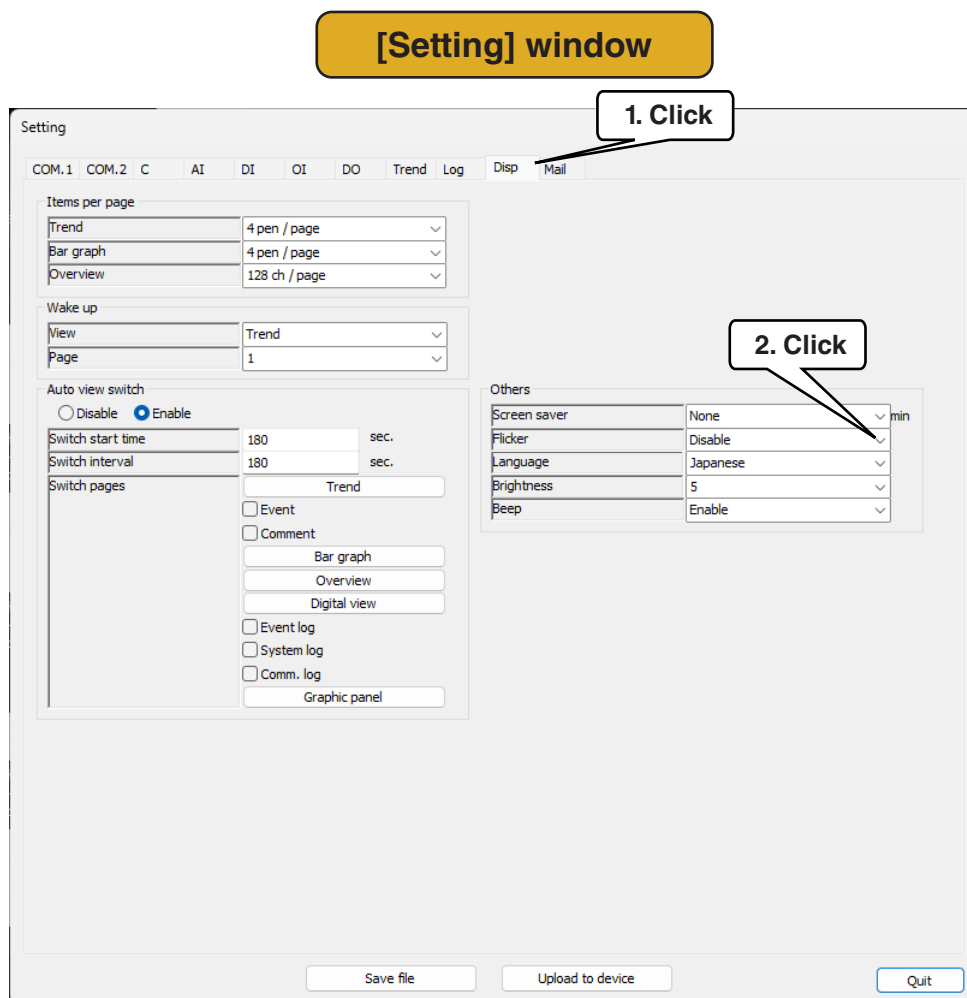 [Setting] window
1. Click
Setting
COM.1 COM.2 C AI DI OI DO Trend Log Disp Mail
Items per page
Trend 4 pen / page
Bar graph 4 pen / page
Overview 128 ch / page
Wake up
View Trend
Page 1
2. Click
Auto view switch
Disable Enable
Switch start time 180 sec.
Switch interval 180 sec.
Switch pages Trend
Event
Comment
Bar graph
Overview
Digital view
Event log
System log
Comm. log
Graphic panel
Others
Screen saver None min
Flicker Disable
Language Japanese
Brightness 5
Beep Enable
Save file Upload to device Quit